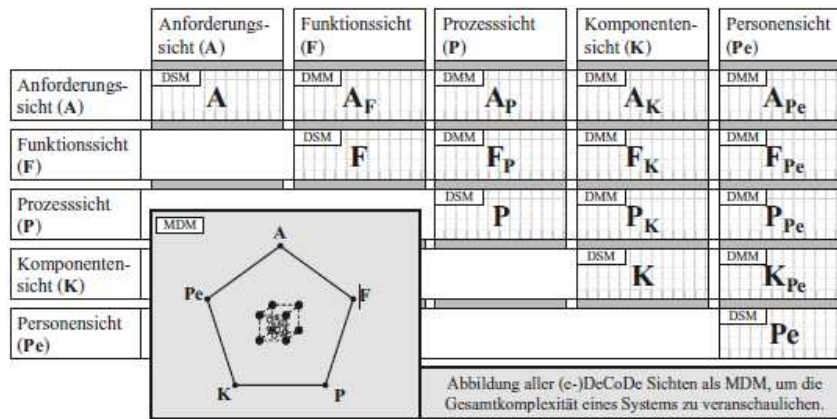 Anforderungs-
sicht (A)
Funktionssicht
(F)
Prozesssicht
(P)
Komponenten-
sicht (K)
Personensicht
(Pe)
Anforderungs-
sicht (A)
DSM A
DMM AF
DMM AP
DMM AK
DMM APe
Funktionssicht
(F)
DSM F
DMM FP
DMM FK
DMM FPe
Prozesssicht
(P)
DSM P
DMM PK
DMM PPe
Komponenten-
sicht (K)
DSM K
DMM KPe
Personensicht
(Pe)
DSM Pe
MDM
A
Pe
F
K
P
Abbildung aller (e-)DeCoDe Sichten als MDM, um die
Gesamtkomplexität eines Systems zu veranschaulichen.